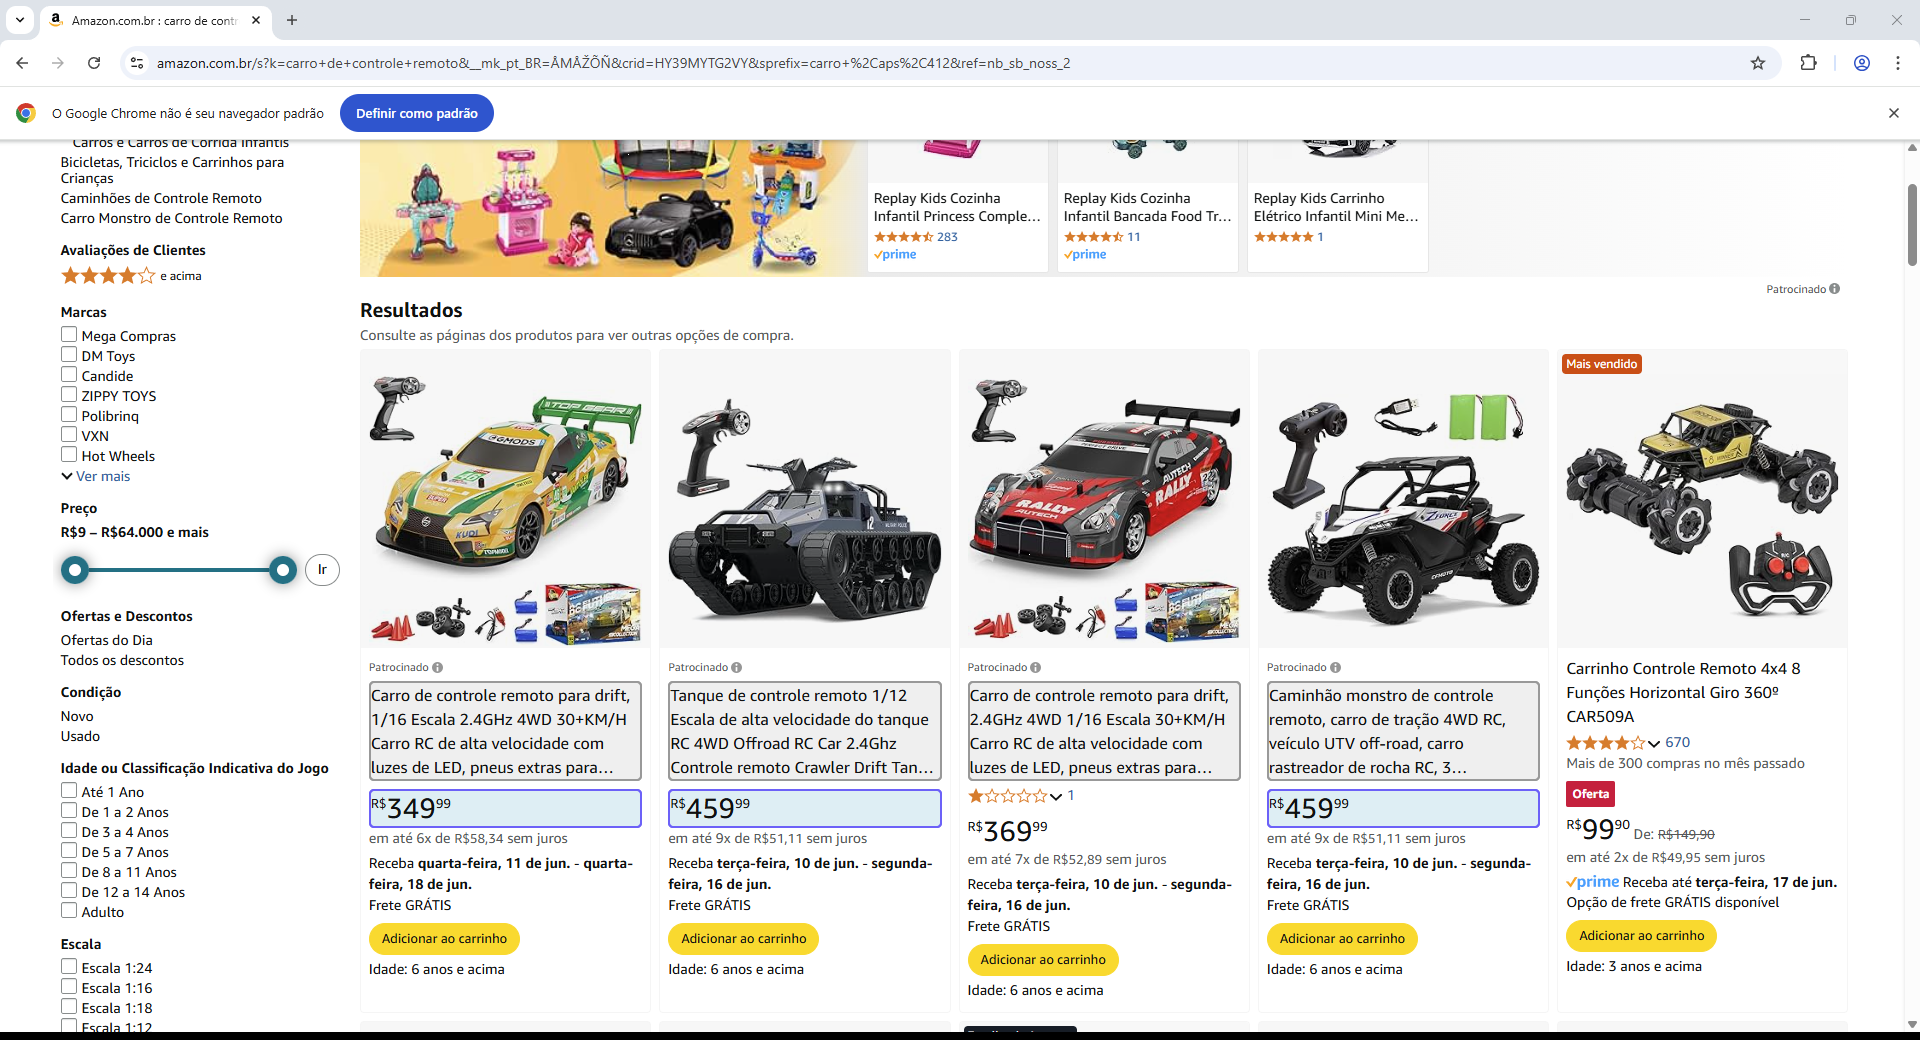 Amazon.com.br : carro de cont
amazon.com.br/s?k=carro+de+controle+remoto&__mk_pt_BR=ÅMÅŽÕÑ&crid=HY39MYTG2VY&sprefix=carro+%2Caps%2C412&ref=nb_sb_noss_2
O Google Chrome não é seu navegador padrão
Definir como padrão
Carros e Carros de Corrida Infantis
Bicicletas, Triciclos e Carrinhos para
Crianças
Caminhões de Controle Remoto
Carro Monstro de Controle Remoto
Avaliações de Clientes
e acima
Marcas
Mega Compras
DM Toys
Candide
ZIPPY TOYS
Polibrinq
VXN
Hot Wheels
Ver mais
Preço
R$9 – R$64.000 e mais
Ir
Ofertas e Descontos
Ofertas do Dia
Todos os descontos
Condição
Novo
Usado
Idade ou Classificação Indicativa do Jogo
Até 1 Ano
De 1 a 2 Anos
De 3 a 4 Anos
De 5 a 7 Anos
De 8 a 11 Anos
De 12 a 14 Anos
Adulto
Escala
Escala 1:24
Escala 1:16
Escala 1:18
Escala 1:12
Replay Kids Cozinha
Infantil Princess Comple...
283
prime
Replay Kids Cozinha
Infantil Bancada Food Tr...
11
prime
Replay Kids Carrinho
Elétrico Infantil Mini Me...
1
Patrocinado
Resultados
Consulte as páginas dos produtos para ver outras opções de compra.
TOP GEAR
GMODS
KUDI
Patrocinado
Carro de controle remoto para drift,
1/16 Escala 2.4GHz 4WD 30+KM/H
Carro RC de alta velocidade com
luzes de LED, pneus extras para...
R$34999
em até 6x de R$58,34 sem juros
Receba quarta-feira, 11 de jun. - quarta-
feira, 18 de jun.
Frete GRÁTIS
Adicionar ao carrinho
Idade: 6 anos e acima
12
Patrocinado
Tanque de controle remoto 1/12
Escala de alta velocidade do tanque
RC 4WD Offroad RC Car 2.4Ghz
Controle remoto Crawler Drift Tan...
R$45999
em até 9x de R$51,11 sem juros
Receba terça-feira, 10 de jun. - segunda-
feira, 16 de jun.
Frete GRÁTIS
Adicionar ao carrinho
Idade: 6 anos e acima
AUTECH
RALLY
RALLY
AUTECH
Patrocinado
Carro de controle remoto para drift,
2.4GHz 4WD 1/16 Escala 30+KM/H
Carro RC de alta velocidade com
luzes de LED, pneus extras para...
1
R$36999
em até 7x de R$52,89 sem juros
Receba terça-feira, 10 de jun. - segunda-
feira, 16 de jun.
Frete GRÁTIS
Adicionar ao carrinho
Idade: 6 anos e acima
ZFORCE
CFMOTO
Patrocinado
Caminhão monstro de controle
remoto, carro de tração 4WD RC,
veículo UTV off-road, carro
rastreador de rocha RC, 3...
R$45999
em até 9x de R$51,11 sem juros
Receba terça-feira, 10 de jun. - segunda-
feira, 16 de jun.
Frete GRÁTIS
Adicionar ao carrinho
Idade: 6 anos e acima
Mais vendido
Carrinho Controle Remoto 4x4 8
Funções Horizontal Giro 360º
CAR509A
670
Mais de 300 compras no mês passado
Oferta
R$9990 De: R$149,90
em até 2x de R$49,95 sem juros
prime Receba até terça-feira, 17 de jun.
Opção de frete GRÁTIS disponível
Adicionar ao carrinho
Idade: 3 anos e acima